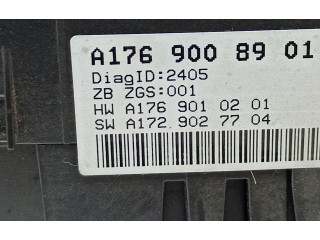 A176 900 89 01
DiagID:2405
ZB ZGS:001
HW A176 901 02 01
SW A172 902 77 04